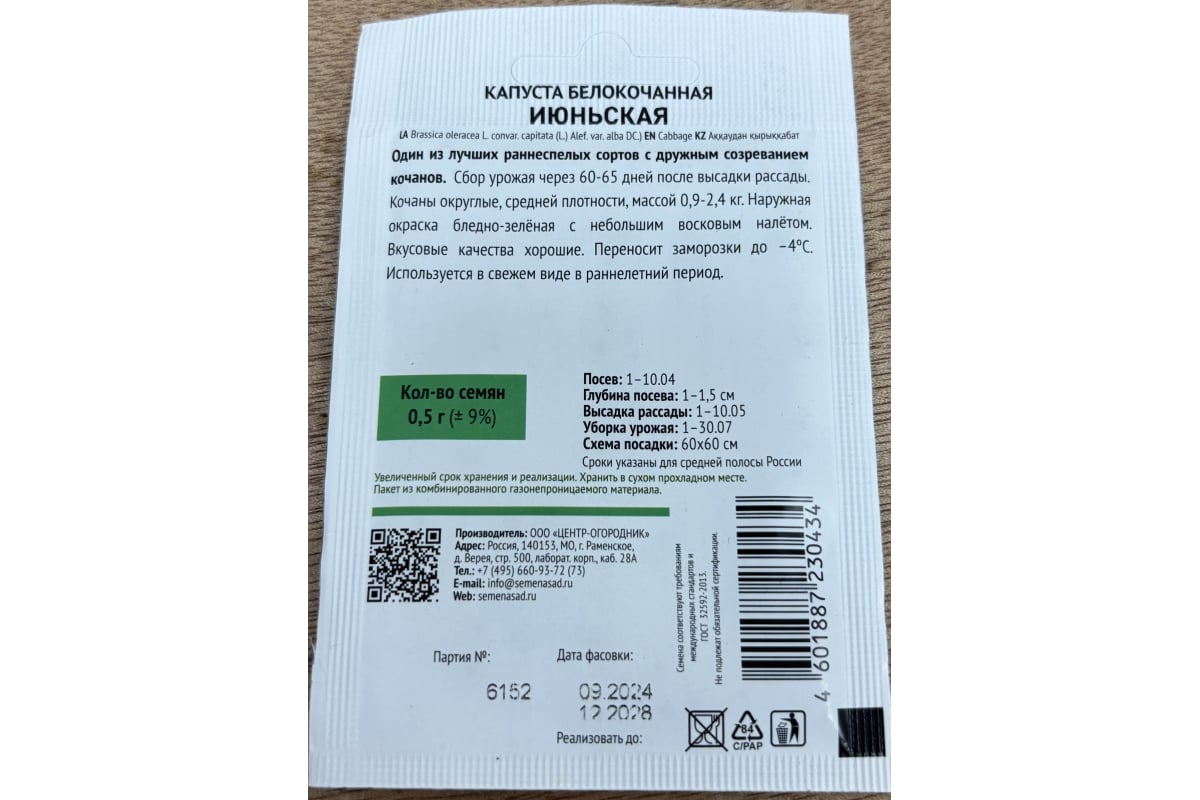 КАПУСТА БЕЛОКОЧАННАЯ
ИЮНЬСКАЯ
LA Brassica oleracea L. convar. capitata (L.) Alef. var. alba DC.) EN Cabbage KZ Аққаудан қырыққабат
Один из лучших раннеспелых сортов с дружным созреванием
кочанов. Сбор урожая через 60-65 дней после высадки рассады.
Кочаны округлые, средней плотности, массой 0,9-2,4 кг. Наружная
окраска бледно-зелёная с небольшим восковым налётом.
Вкусовые качества хорошие. Переносит заморозки до –4°С.
Используется в свежем виде в раннелетний период.
Кол-во семян
0,5 г (± 9%)
Посев: 1–10.04
Глубина посева: 1–1,5 см
Высадка рассады: 1–10.05
Уборка урожая: 1–30.07
Схема посадки: 60х60 см
Сроки указаны для средней полосы России
Увеличенный срок хранения и реализации. Хранить в сухом прохладном месте.
Пакет из комбинированного газонепроницаемого материала.
Производитель: ООО «ЦЕНТР-ОГОРОДНИК»
Адрес: Россия, 140153, МО, г. Раменское,
д. Верея, стр. 500, лаборат. корп., каб. 28А
Тел.: +7 (495) 660-93-72 (73)
E-mail: info@semenasad.ru
Web: semenasad.ru
Семена соответствуют требованиям
международных стандартов и
ГОСТ 32592-2013.
Не подлежат обязательной сертификации.
4 601887 230434
Партия №:
Дата фасовки:
6152
09.2024
12.2028
Реализовать до:
84
C/PAP